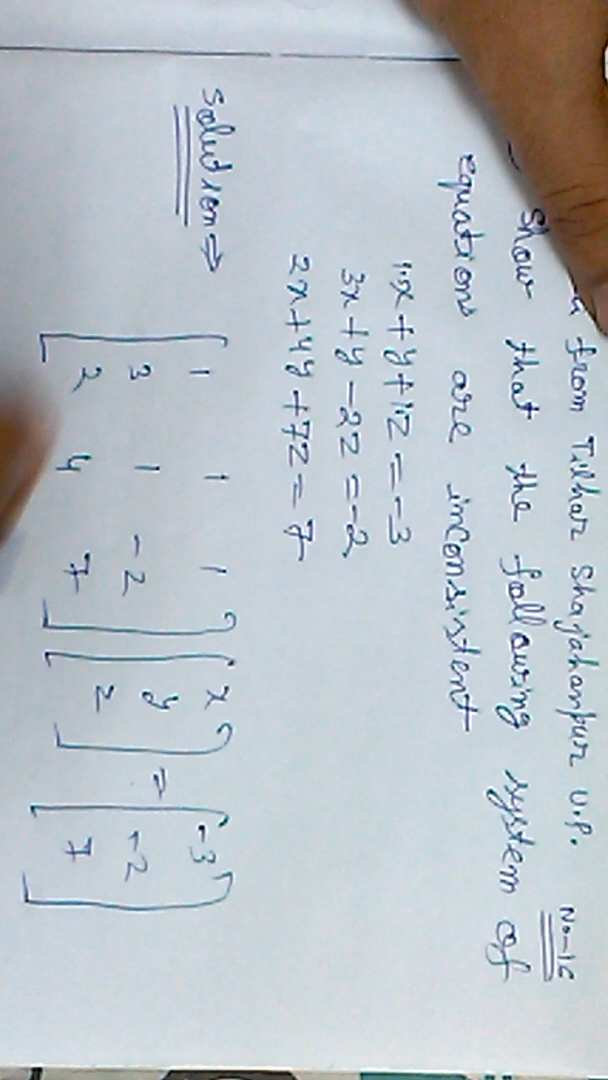 from Tilhar Shajahanpur U.P. No-16
Show that the following system of
equations are inconsistent
1·x+y+1z=-3
3x+y-2z=-2
2x+4y+7z=7
Solution⇒
[1 1 1
3 1 -2
2 4 7] [x
y
z] = [-3
-2
7]